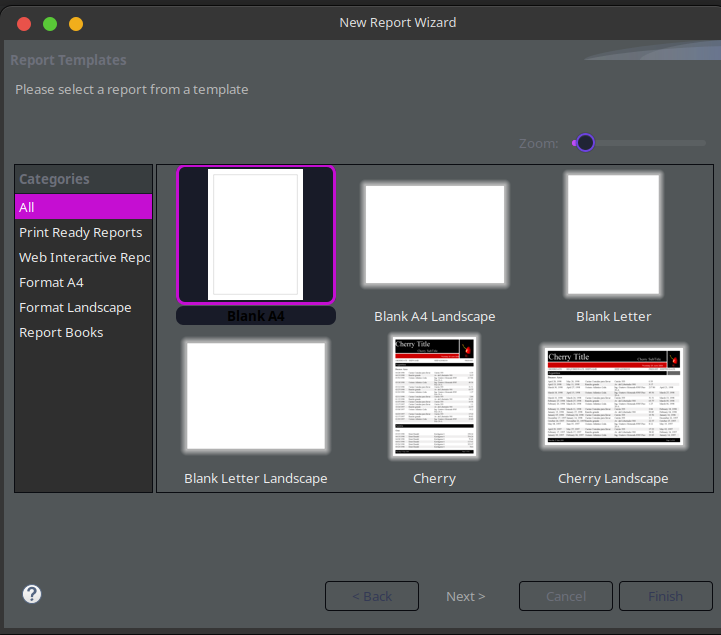 New Report Wizard
Report Templates
Please select a report from a template
Zoom:
Categories
All
Print Ready Reports
Web Interactive Repo
Format A4
Format Landscape
Report Books
Blank A4
Blank A4 Landscape
Blank Letter
Blank Letter Landscape
Cherry Title
Cherry
Cherry Title
Cherry Landscape
?
< Back
Next >
Cancel
Finish